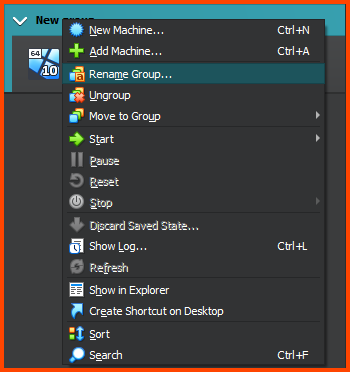 New group
New Machine... Ctrl+N
64
Add Machine... Ctrl+A
10
Rename Group...
Ungroup
Move to Group
Start
Pause
Reset
Stop
Discard Saved State...
Show Log... Ctrl+L
Refresh
Show in Explorer
Create Shortcut on Desktop
Sort
Search Ctrl+F